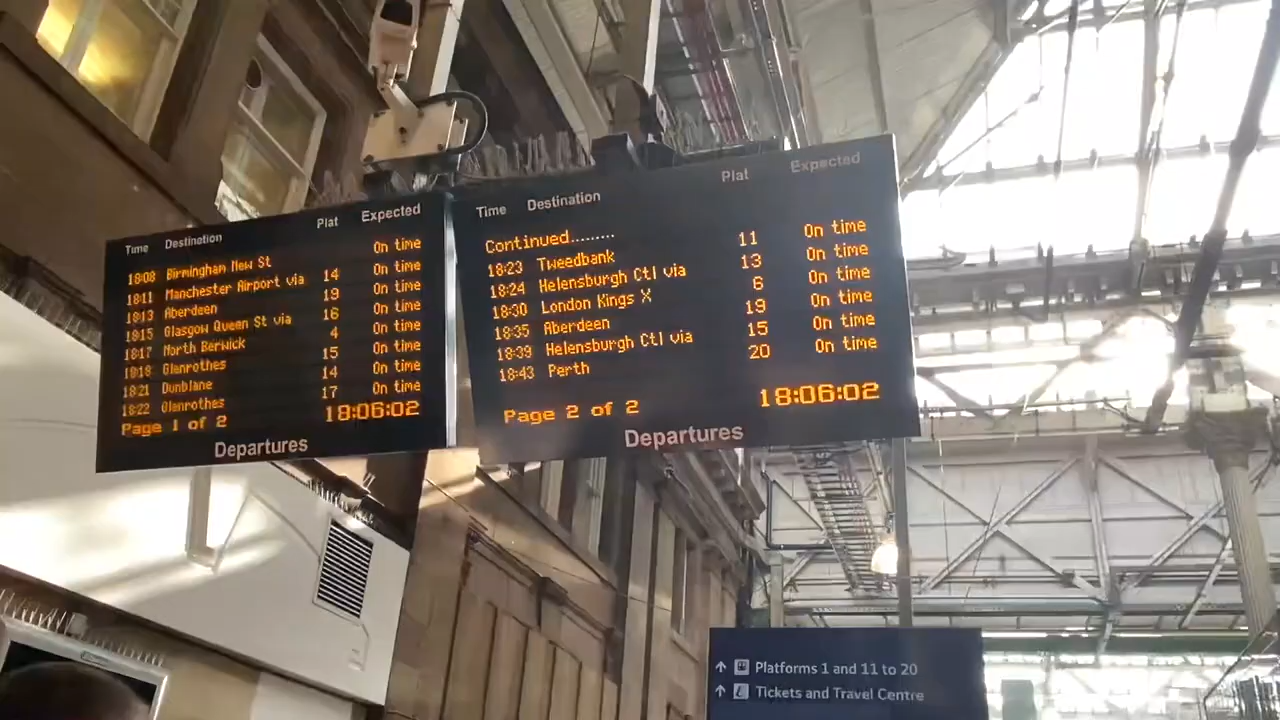 Time Destination Plat Expected
18:08 Birmingham New St On time
18:11 Manchester Airport via 14 On time
18:13 Aberdeen 19 On time
18:15 Glasgow Queen St via 16 On time
18:17 North Berwick 4 On time
18:18 Glenrothes 15 On time
18:21 Dunblane 14 On time
18:22 Glenrothes 17 On time
Page 1 of 2 18:06:02
Departures
Time Destination Plat Expected
Continued.........
18:23 Tweedbank 11 On time
18:24 Helensburgh Ctl via 13 On time
18:30 London Kings X 6 On time
18:35 Aberdeen 19 On time
18:39 Helensburgh Ctl via 15 On time
18:43 Perth 20 On time
Page 2 of 2 18:06:02
Departures
↑ Platforms 1 and 11 to 20
↑ Tickets and Travel Centre